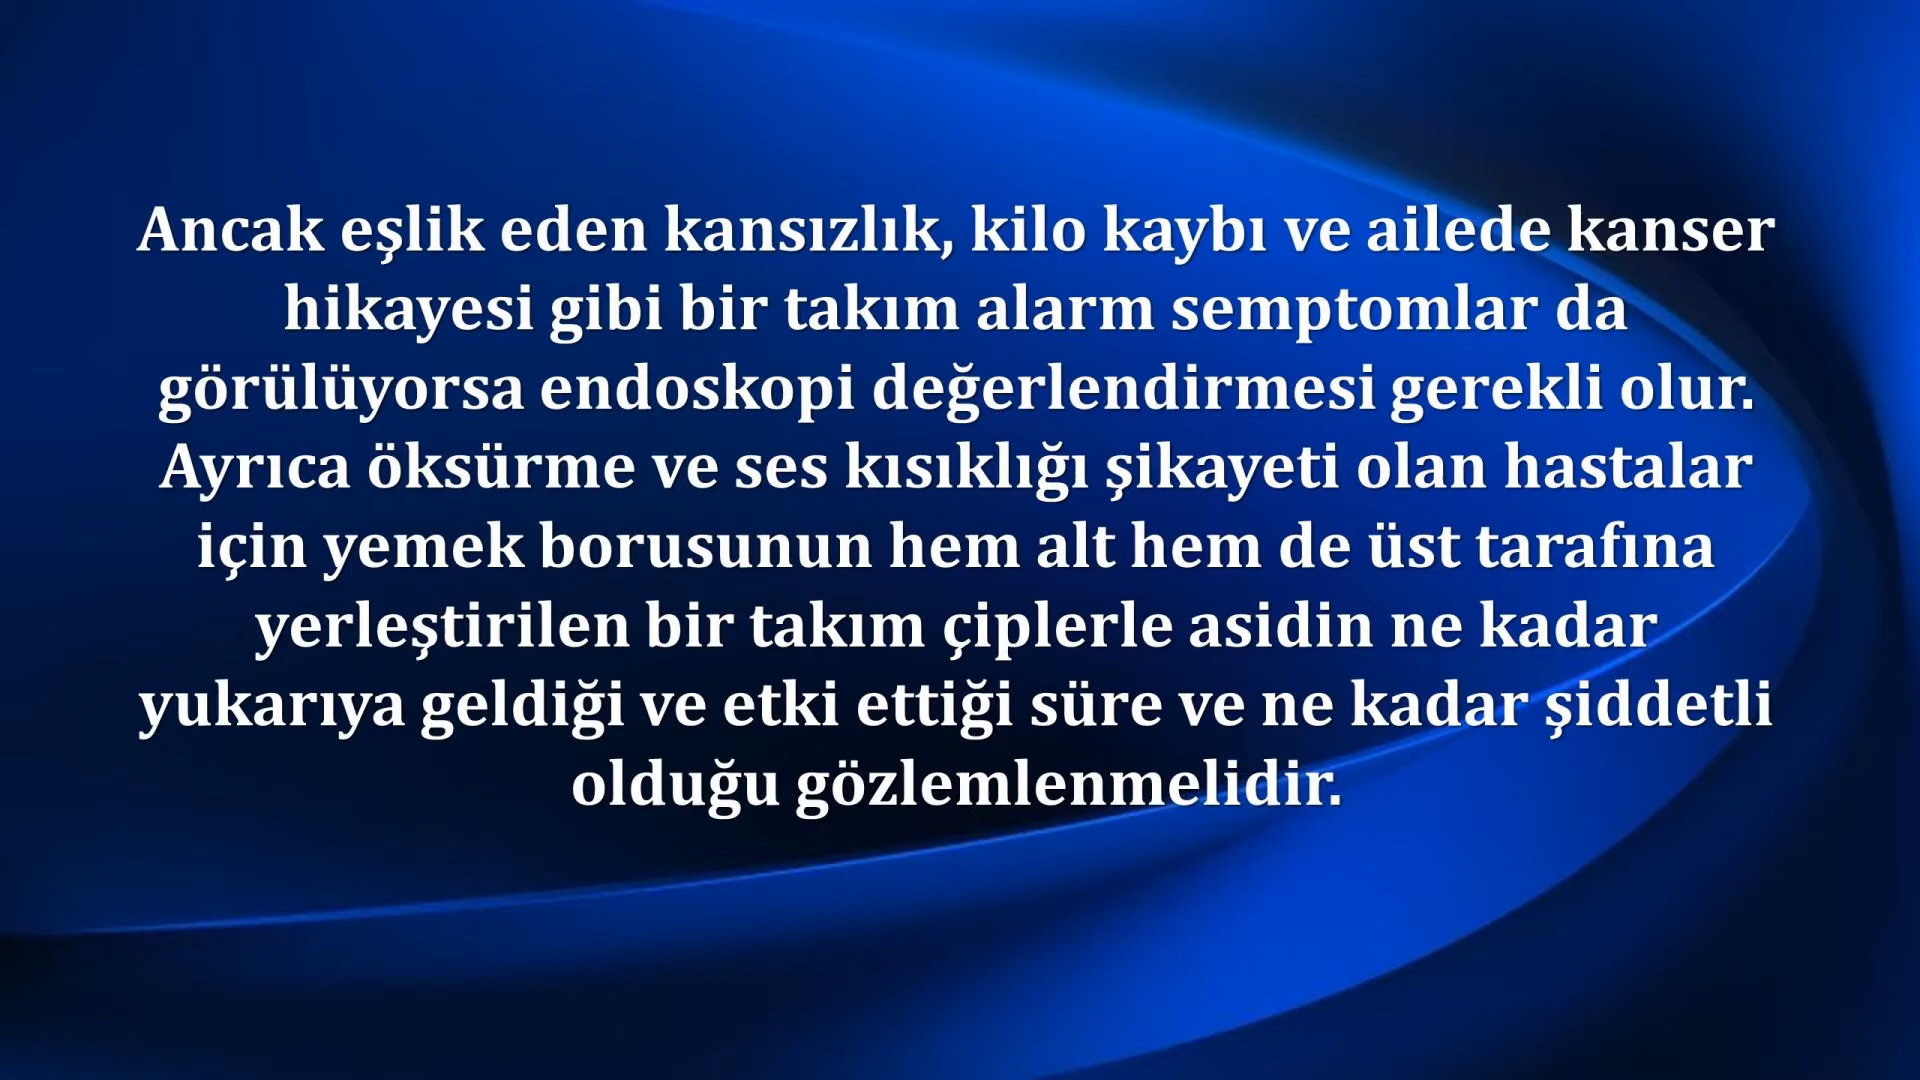 Ancak eşlik eden kansızlık, kilo kaybı ve ailede kanser
hikayesi gibi bir takım alarm semptomlar da
görülüyorsa endoskopi değerlendirmesi gerekli olur.
Ayrıca öksürme ve ses kısıklığı şikayeti olan hastalar
için yemek borusunun hem alt hem de üst tarafına
yerleştirilen bir takım çiplerle asidin ne kadar
yukarıya geldiği ve etki ettiği süre ve ne kadar şiddetli
olduğu gözlemlenmelidir.